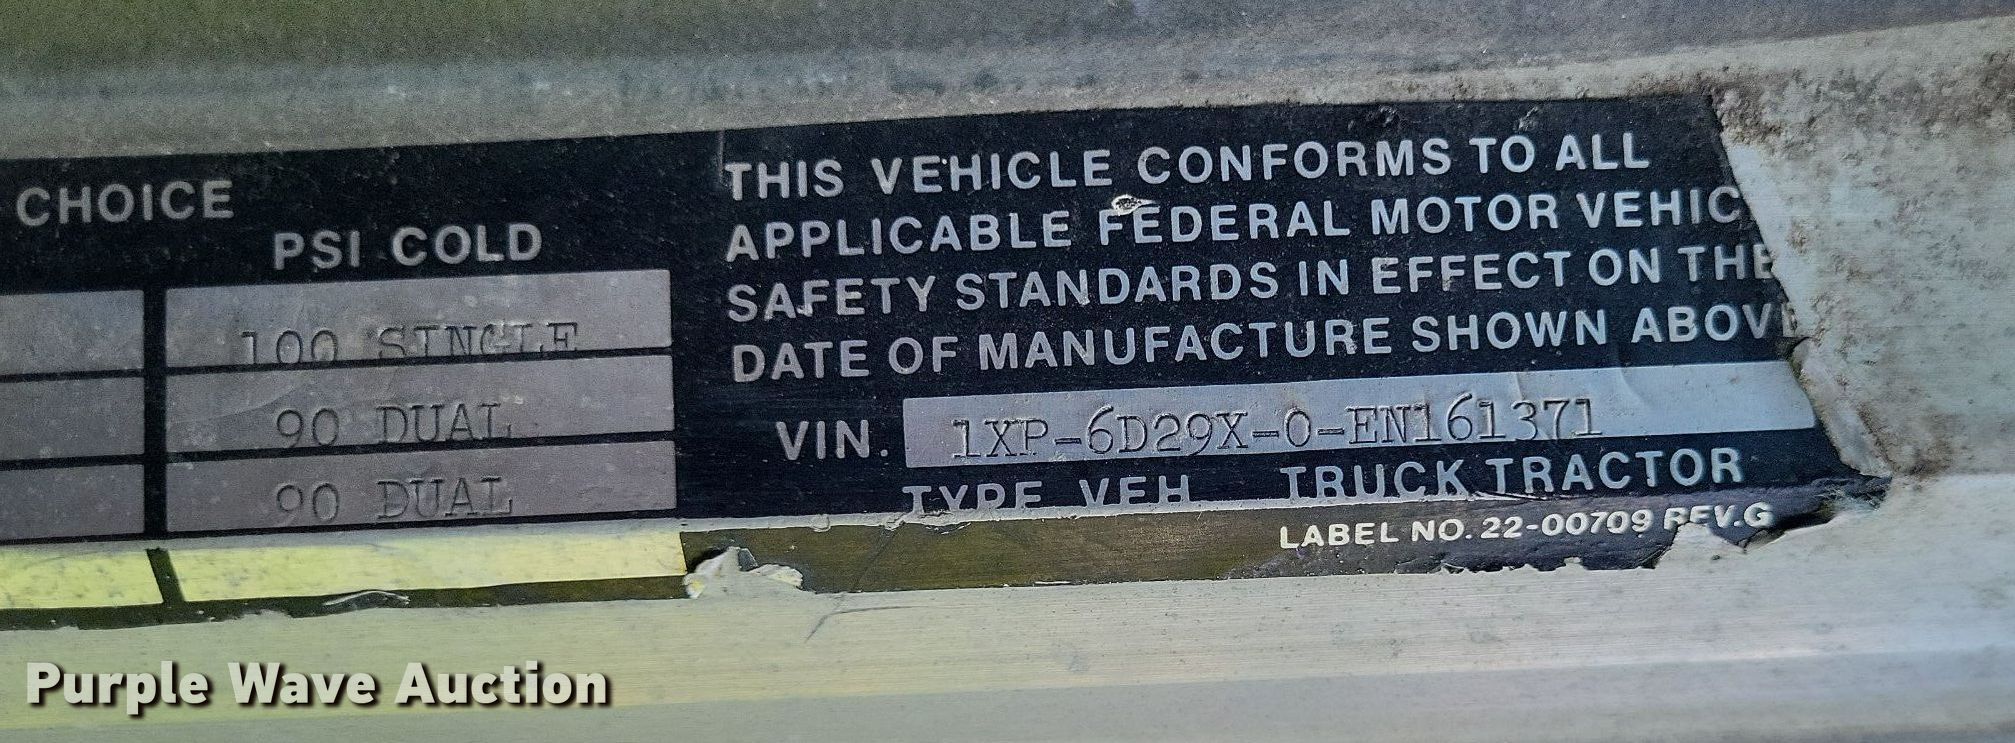 CHOICE
PSI COLD
100 SINGLE
90 DUAL
90 DUAL
THIS VEHICLE CONFORMS TO ALL
APPLICABLE FEDERAL MOTOR VEHIC
SAFETY STANDARDS IN EFFECT ON THE
DATE OF MANUFACTURE SHOWN ABOVE
VIN. 1XP-6D29X-0-EN161371
TYPE VEH TRUCK TRACTOR
LABEL NO. 22-00709 REV.G
Purple Wave Auction